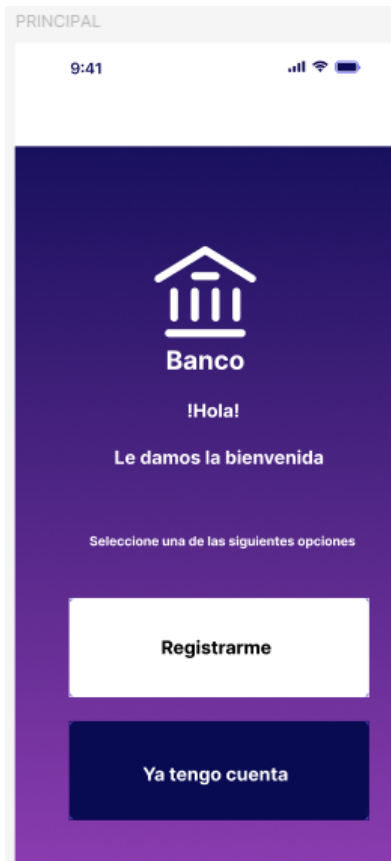 PRINCIPAL
9:41
Banco
!Hola!
Le damos la bienvenida
Seleccione una de las siguientes opciones
Registrarme
Ya tengo cuenta